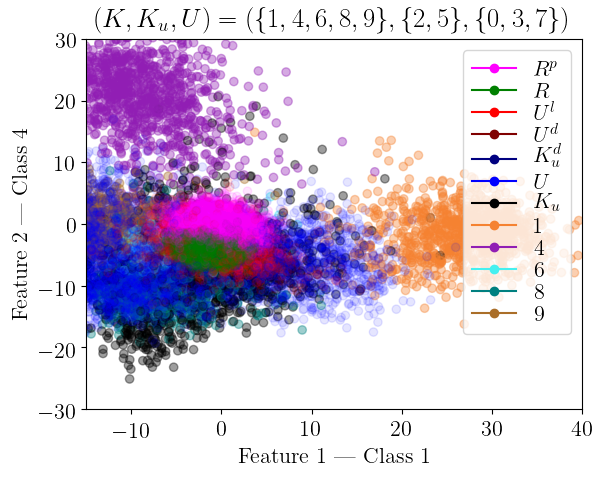 (K, K_u, U) = ({1, 4, 6, 8, 9}, {2, 5}, {0, 3, 7})
30
20
10
0
−10
−20
−30
Feature 2 — Class 4
R^p
R
U^l
U^d
K_u^d
U
K_u
1
4
6
8
9
−10
0
10
20
30
40
Feature 1 — Class 1